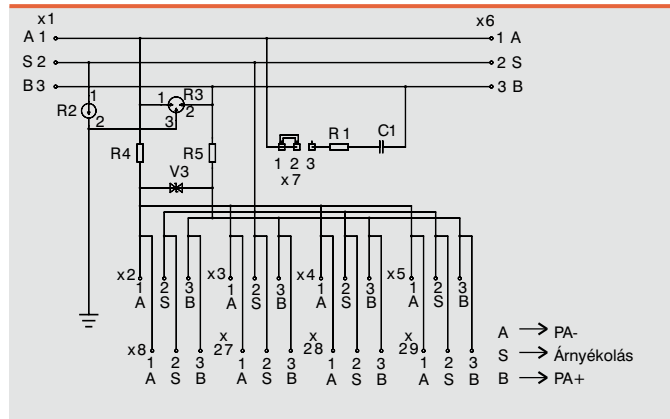 x1 x6
A 1 1 A
S 2 2 S
B 3 3 B
R2 1 2
1 R3 2 3
R4 R5
V3
R 1 C1
1 2 3
x7
x2 x3 x4 x5
1 2 3 1 2 3 1 2 3 1 2 3
A S B A S B A S B A S B
x8 x 27 x 28 x 29
1 2 3 1 2 3 1 2 3 1 2 3
A S B A S B A S B A S B
A → PA-
S → Árnyékolás
B → PA+